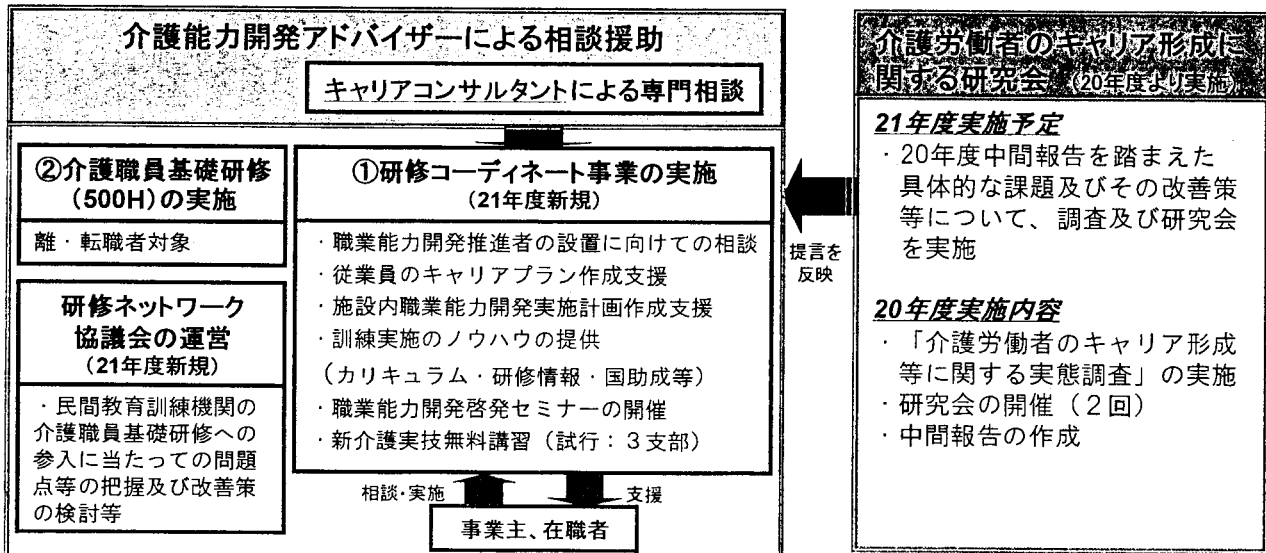 介護能力開発アドバイザーによる相談援助
キャリアコンサルタントによる専門相談
②介護職員基礎研修
(500H)の実施
離・転職者対象
研修ネットワーク
協議会の運営
(21年度新規)
・民間教育訓練機関の
介護職員基礎研修への
参入に当たっての問題
点等の把握及び改善策
の検討等
①研修コーディネート事業の実施
(21年度新規)
・職業能力開発推進者の設置に向けての相談
・従業員のキャリアプラン作成支援
・施設内職業能力開発実施計画作成支援
・訓練実施のノウハウの提供
(カリキュラム・研修情報・国助成等)
・職業能力開発啓発セミナーの開催
・新介護実技無料講習(試行:3支部)
相談・実施
支援
事業主、在職者
提言を
反映
介護労働者のキャリア形成に
関する研究会(20年度より実施)
21年度実施予定
・20年度中間報告を踏まえた
具体的な課題及びその改善策
等について、調査及び研究会
を実施
20年度実施内容
・「介護労働者のキャリア形成
等に関する実態調査」の実施
・研究会の開催(2回)
・中間報告の作成